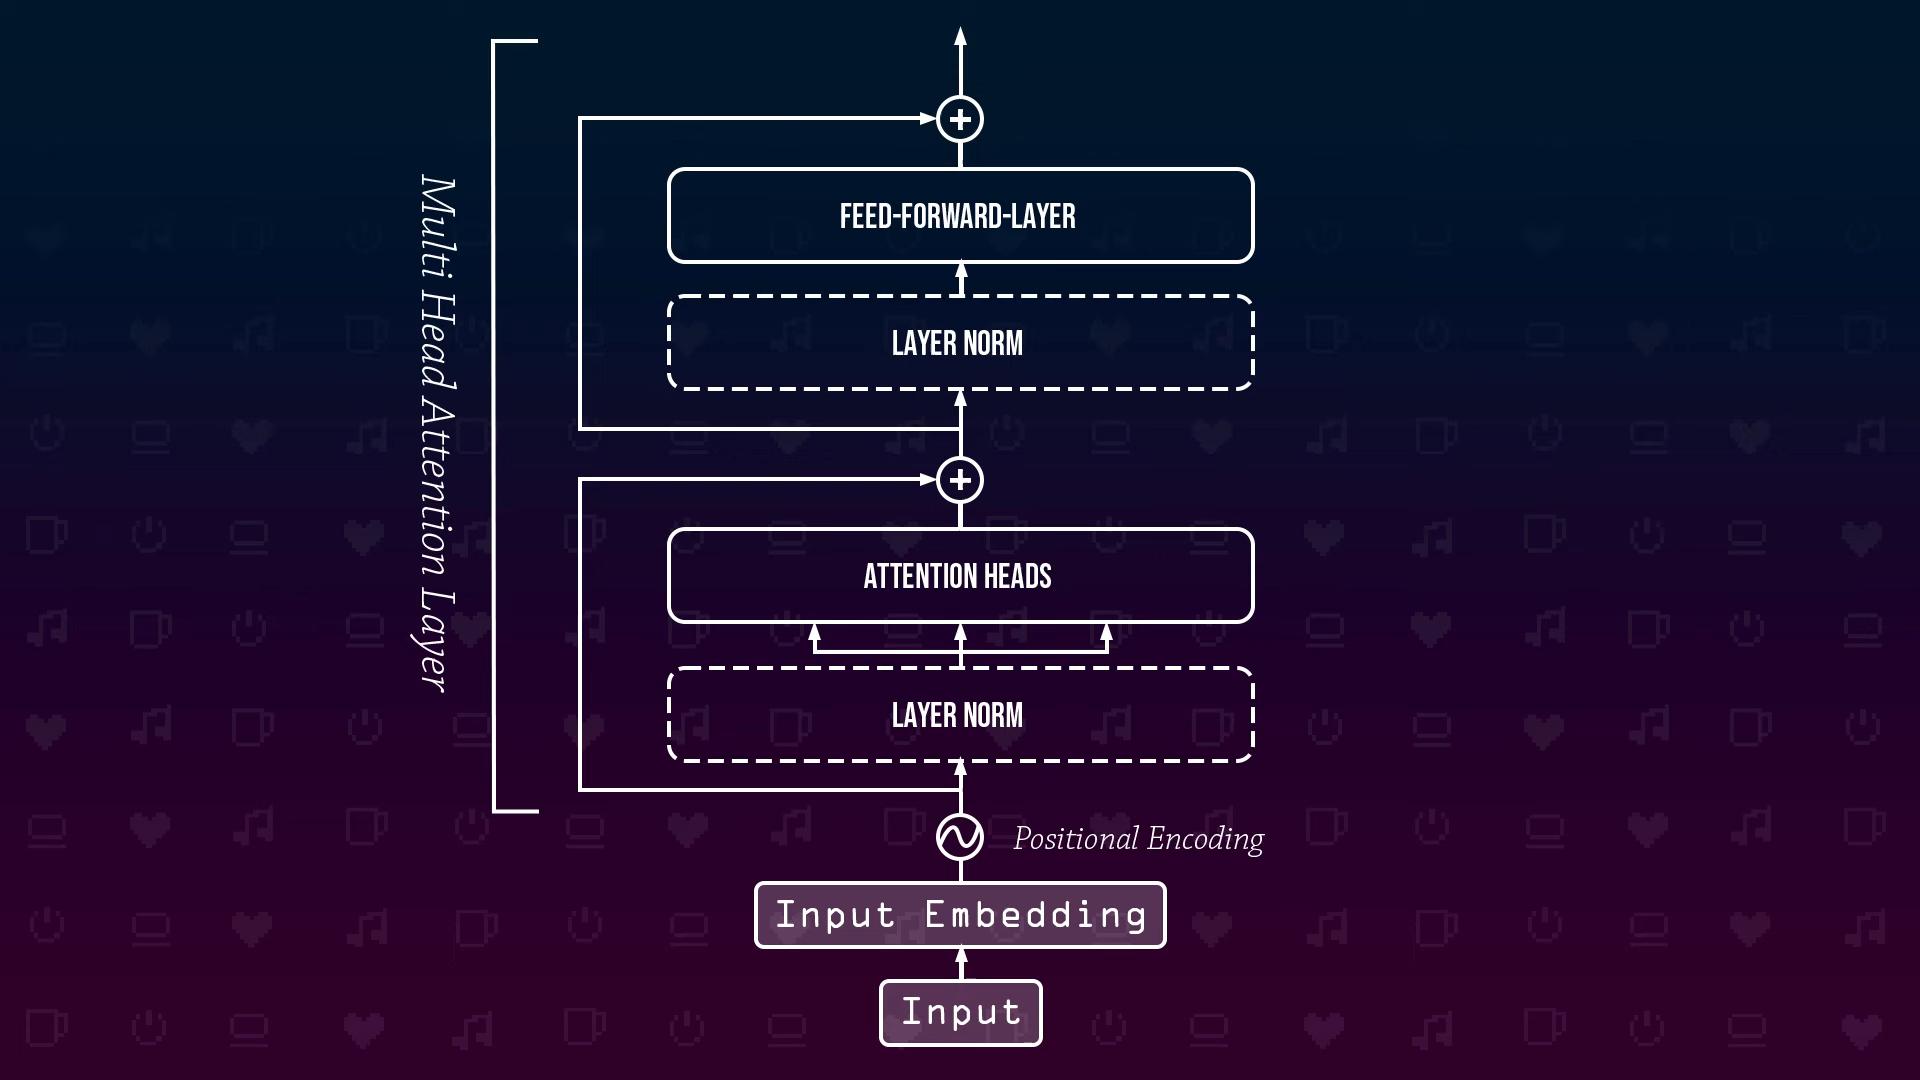 FEED-FORWARD-LAYER
LAYER NORM
Multi Head Attention Layer
ATTENTION HEADS
LAYER NORM
Positional Encoding
Input Embedding
Input